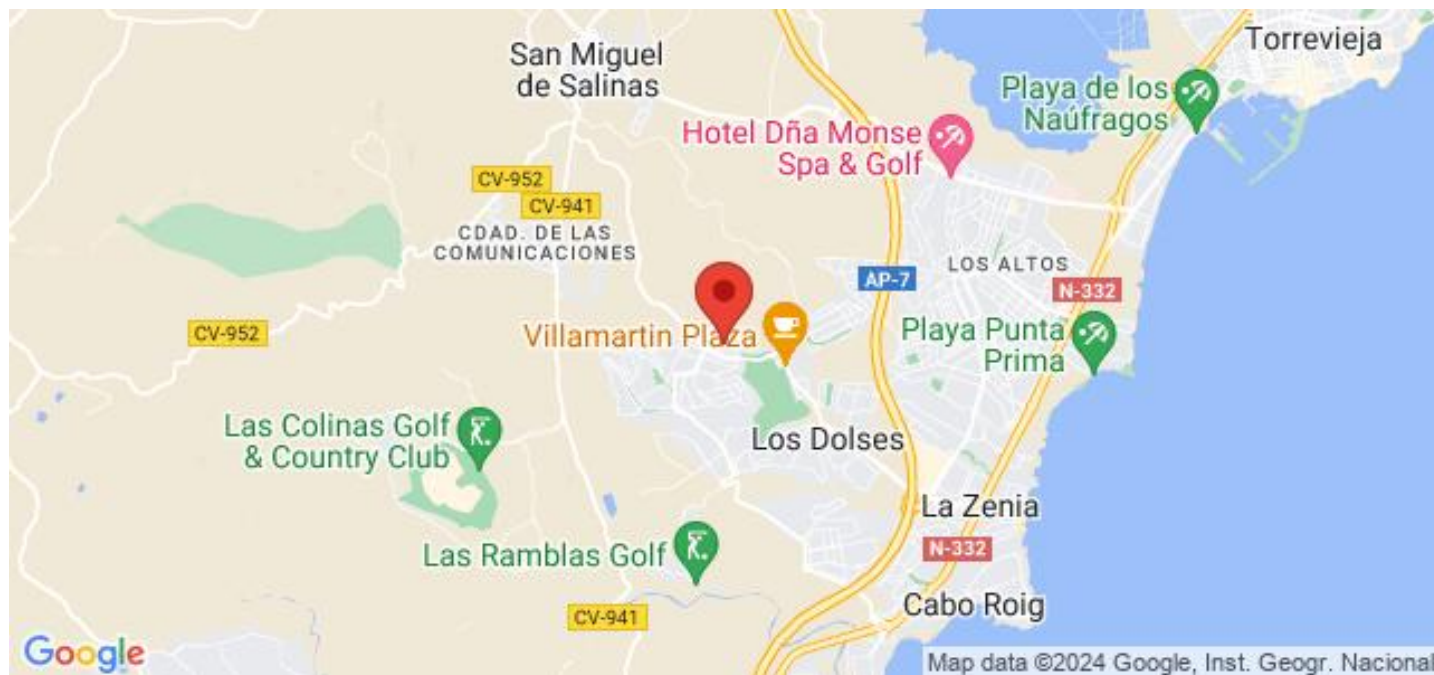 San Miguel
de Salinas
Torrevieja
Playa de los
Naúfragos
Hotel Dña Monse
Spa & Golf
CV-952
CV-941
CDAD. DE LAS
COMUNICACIONES
LOS ALTOS
AP-7
N-332
CV-952
Villamartin Plaza
Playa Punta
Prima
Las Colinas Golf
& Country Club
Los Dolses
La Zenia
N-332
Las Ramblas Golf
Cabo Roig
CV-941
Google
Map data ©2024 Google, Inst. Geogr. Nacional